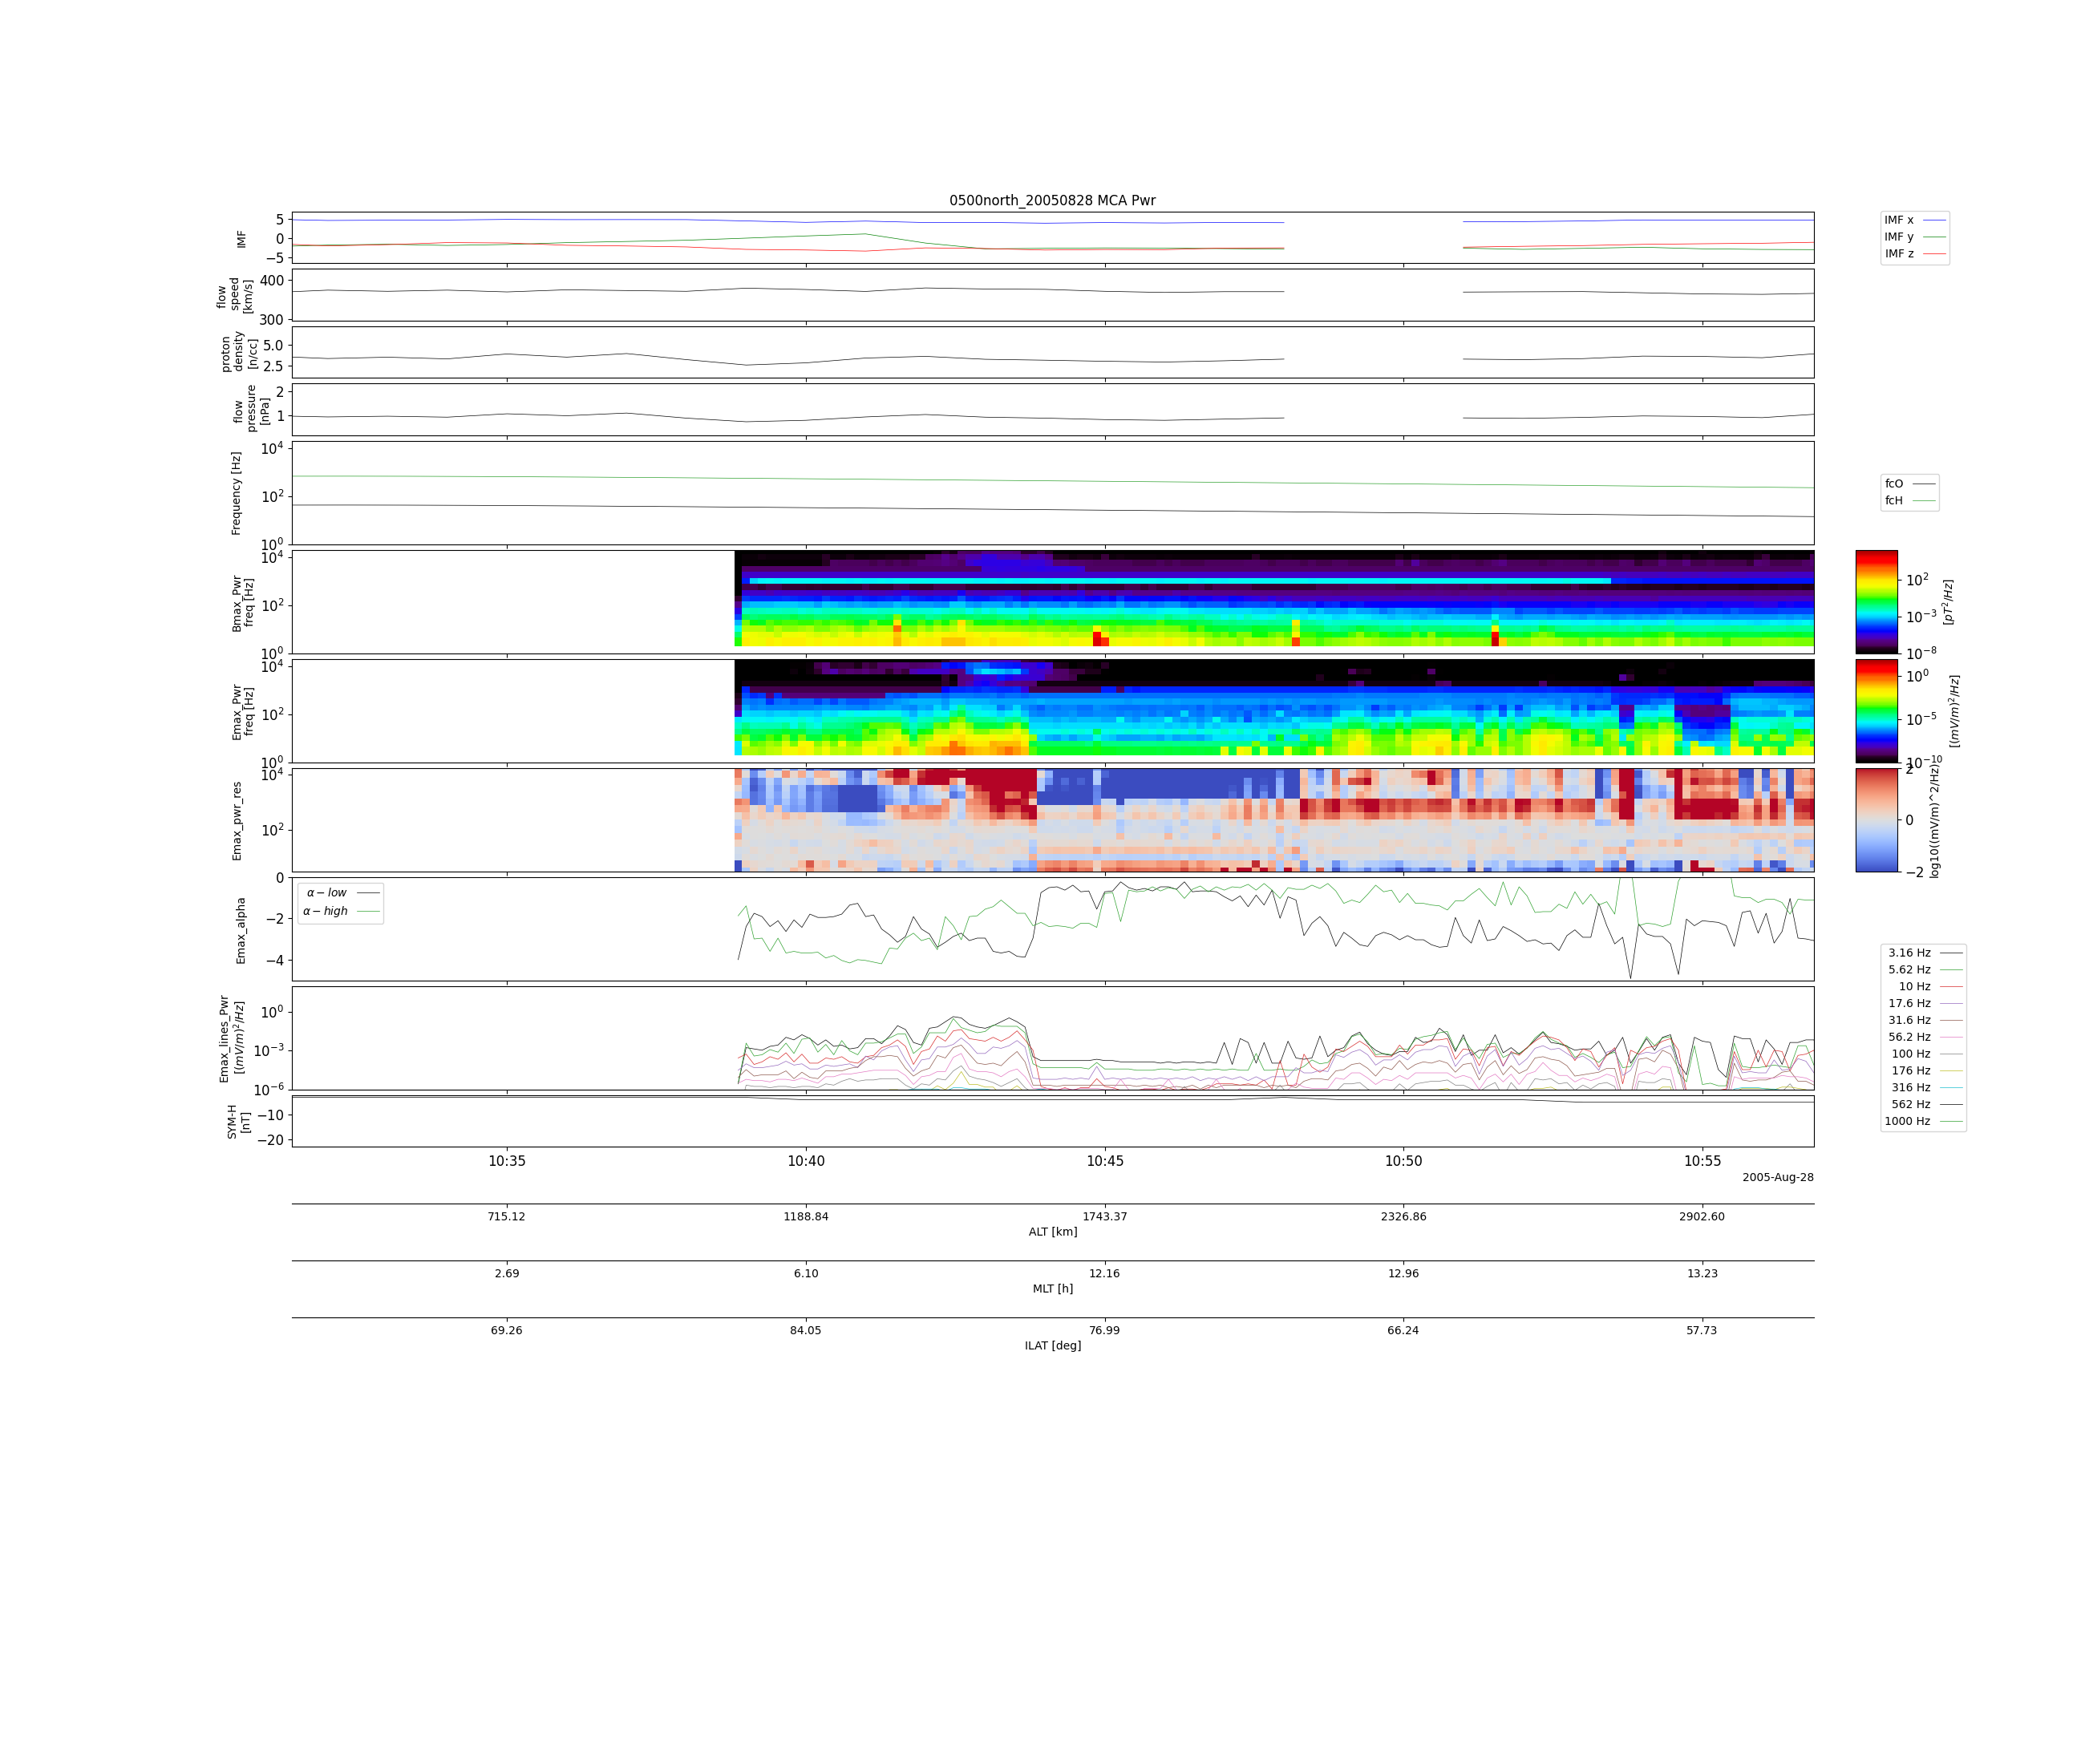 0500north_20050828 MCA Pwr
IMF
5
0
−5
IMF x
IMF y
IMF z
flow
speed
[km/s]
400
300
proton
density
[n/cc]
5.0
2.5
flow
pressure
[nPa]
2
1
Frequency [Hz]
10^4
10^2
10^0
fcO
fcH
Bmax_Pwr
freq [Hz]
10^4
10^2
10^0
10^2
10^−3
10^−8
[pT^2/Hz]
Emax_Pwr
freq [Hz]
10^4
10^2
10^0
10^0
10^−5
10^−10
[(mV/m)^2/Hz]
Emax_pwr_res
10^4
10^2
2
0
−2
log10((mV/m)^2/Hz)
Emax_alpha
0
−2
−4
α − low
α − high
Emax_lines_Pwr
[(mV/m)^2/Hz]
10^0
10^−3
10^−6
3.16 Hz
5.62 Hz
10 Hz
17.6 Hz
31.6 Hz
56.2 Hz
100 Hz
176 Hz
316 Hz
562 Hz
1000 Hz
SYM-H
[nT]
−10
−20
10:35 10:40 10:45 10:50 10:55
2005-Aug-28
715.12 1188.84 1743.37 2326.86 2902.60
ALT [km]
2.69 6.10 12.16 12.96 13.23
MLT [h]
69.26 84.05 76.99 66.24 57.73
ILAT [deg]